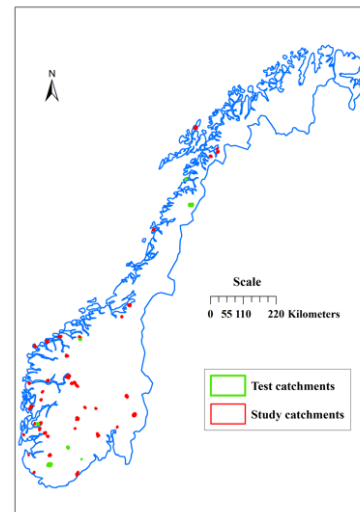 N
Scale
0 55 110 220 Kilometers
Test catchments
Study catchments